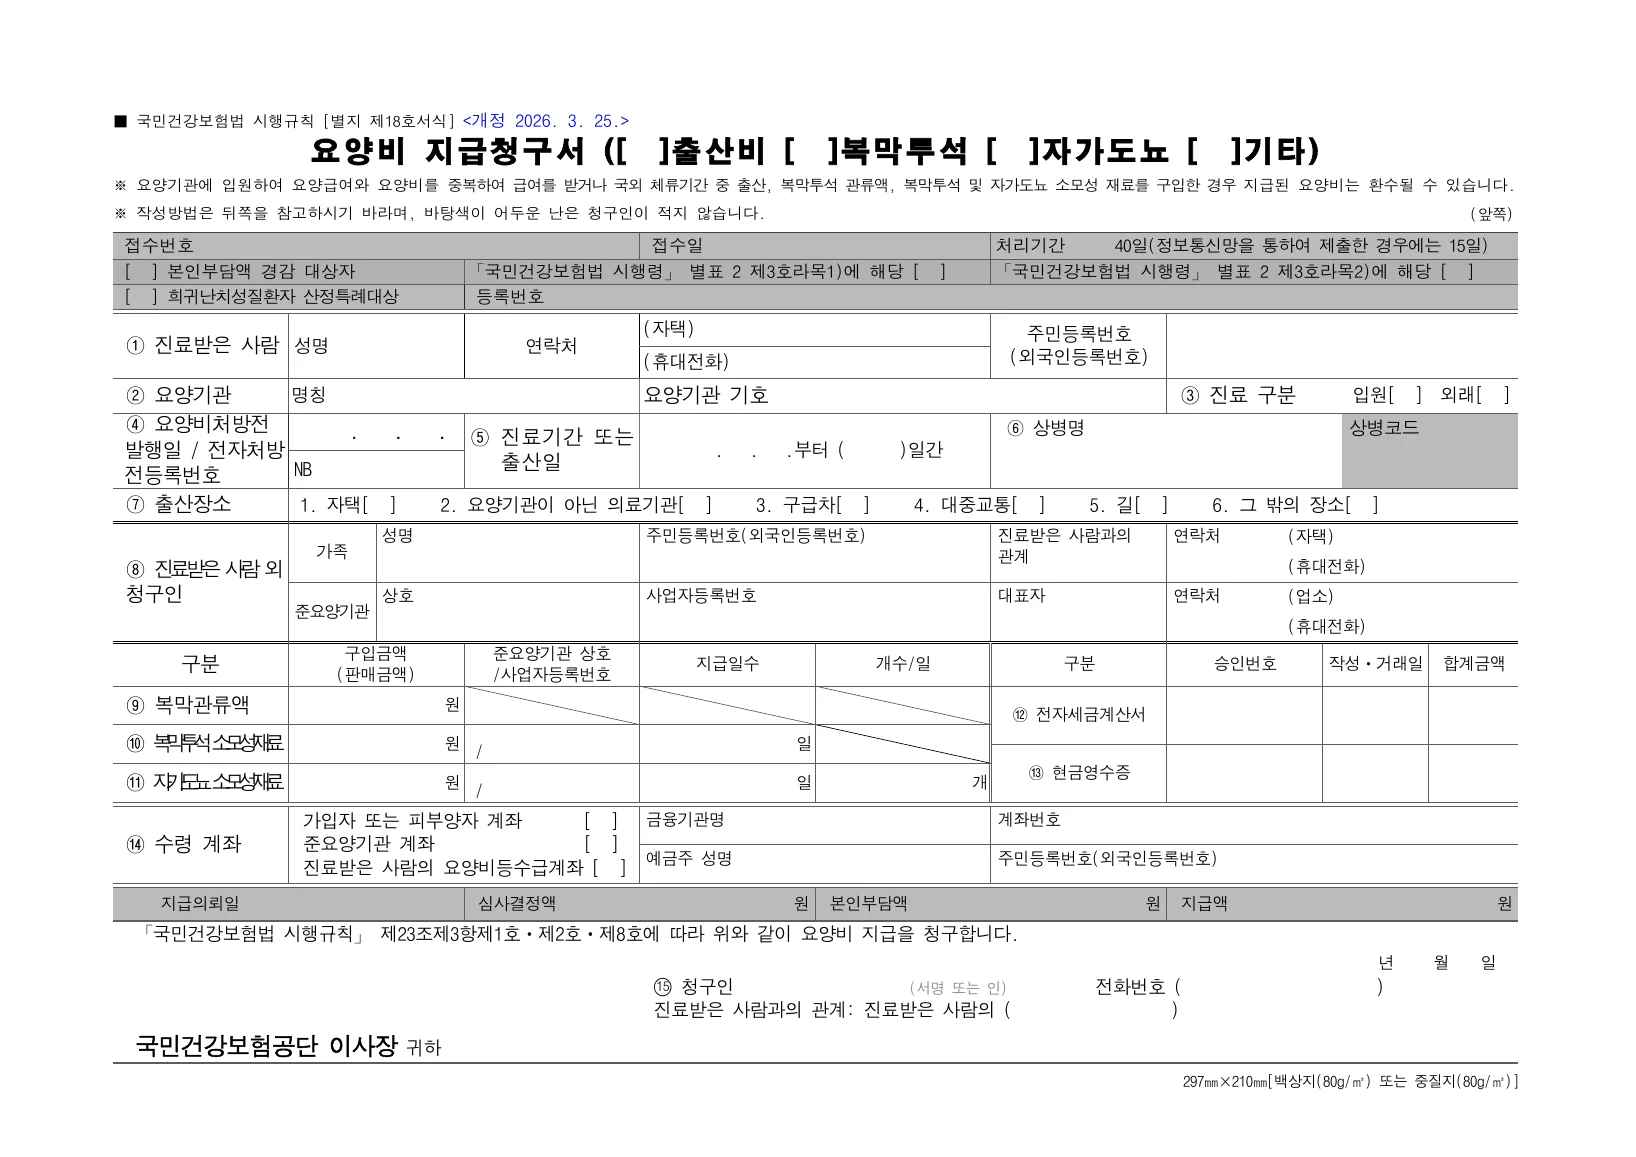 ■ 국민건강보험법 시행규칙 [별지 제18호서식] <개정 2026. 3. 25.>
요양비 지급청구서 ([  ]출산비 [  ]복막투석 [  ]자가도뇨 [  ]기타)
※ 요양기관에 입원하여 요양급여와 요양비를 중복하여 급여를 받거나 국외 체류기간 중 출산, 복막투석 관류액, 복막투석 및 자가도뇨 소모성 재료를 구입한 경우 지급된 요양비는 환수될 수 있습니다.
※ 작성방법은 뒤쪽을 참고하시기 바라며, 바탕색이 어두운 난은 청구인이 적지 않습니다. (앞쪽)
접수번호 접수일 처리기간 40일(정보통신망을 통하여 제출한 경우에는 15일)
[  ] 본인부담액 경감 대상자 「국민건강보험법 시행령」 별표 2 제3호라목1)에 해당 [  ] 「국민건강보험법 시행령」 별표 2 제3호라목2)에 해당 [  ]
[  ] 희귀난치성질환자 산정특례대상 등록번호
① 진료받은 사람 성명 연락처 (자택)
(휴대전화)
주민등록번호
(외국인등록번호)
② 요양기관 명칭 요양기관 기호 ③ 진료 구분 입원[  ] 외래[  ]
④ 요양비처방전
발행일 / 전자처방
전등록번호
. . .
NB
⑤ 진료기간 또는
출산일
. . .부터 (      )일간
⑥ 상병명 상병코드
⑦ 출산장소 1. 자택[  ] 2. 요양기관이 아닌 의료기관[  ] 3. 구급차[  ] 4. 대중교통[  ] 5. 길[  ] 6. 그 밖의 장소[  ]
⑧ 진료받은 사람 외
청구인
가족 성명 주민등록번호(외국인등록번호) 진료받은 사람과의
관계
연락처 (자택)
(휴대전화)
준요양기관 상호 사업자등록번호 대표자 연락처 (업소)
(휴대전화)
구분 구입금액
(판매금액)
준요양기관 상호
/사업자등록번호
지급일수 개수/일 구분 승인번호 작성·거래일 합계금액
⑨ 복막관류액 원
⑩ 복막투석 소모성재료 원 / 일
⑪ 자가도뇨 소모성재료 원 / 일 개
⑫ 전자세금계산서
⑬ 현금영수증
⑭ 수령 계좌
가입자 또는 피부양자 계좌 [  ]
준요양기관 계좌 [  ]
진료받은 사람의 요양비등수급계좌 [  ]
금융기관명 계좌번호
예금주 성명 주민등록번호(외국인등록번호)
지급의뢰일 심사결정액 원 본인부담액 원 지급액 원
「국민건강보험법 시행규칙」 제23조제3항제1호·제2호·제8호에 따라 위와 같이 요양비 지급을 청구합니다.
년 월 일
⑮ 청구인 (서명 또는 인) 전화번호 (      )
진료받은 사람과의 관계: 진료받은 사람의 (      )
국민건강보험공단 이사장 귀하
297㎜×210㎜[백상지(80g/㎡) 또는 중질지(80g/㎡)]